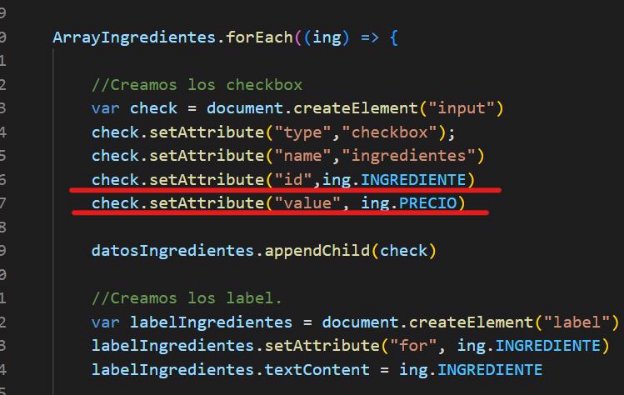 9
0 ArrayIngredientes.forEach((ing) => {
1
2 //Creamos los checkbox
3 var check = document.createElement("input")
4 check.setAttribute("type","checkbox");
5 check.setAttribute("name","ingredientes")
6 check.setAttribute("id",ing.INGREDIENTE)
7 check.setAttribute("value", ing.PRECIO)
8
9 datosIngredientes.appendChild(check)
0
1 //Creamos los label.
2 var labelIngredientes = document.createElement("label")
3 labelIngredientes.setAttribute("for", ing.INGREDIENTE)
4 labelIngredientes.textContent = ing.INGREDIENTE
5